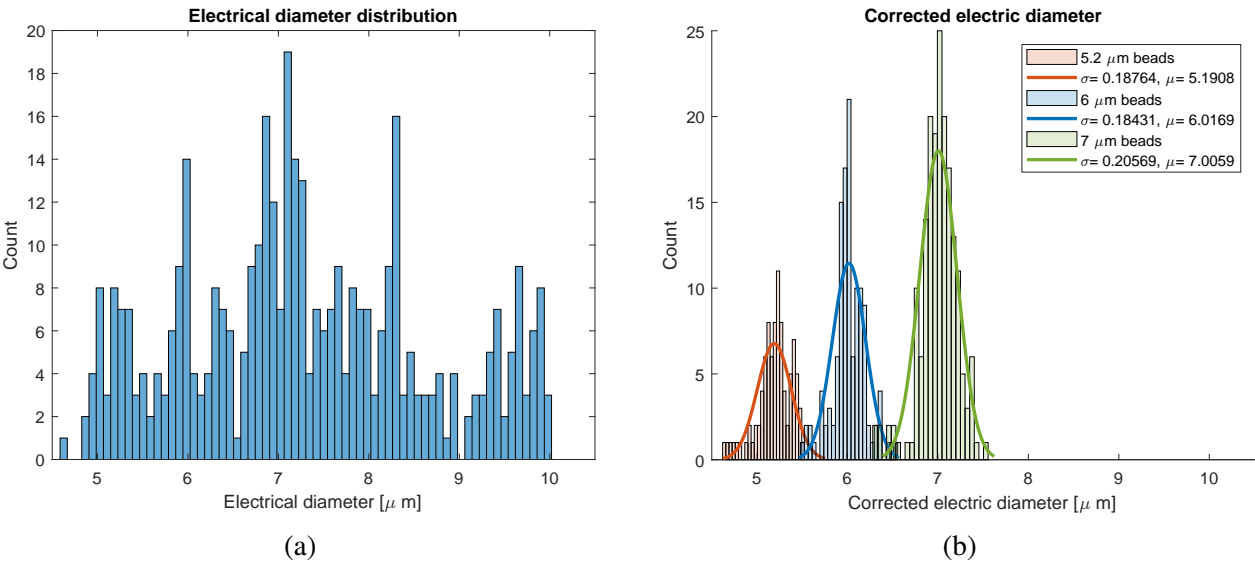 Electrical diameter distribution
20
18
16
14
12
10
8
6
4
2
0
Count
5 6 7 8 9 10
Electrical diameter [μ m]
(a)
Corrected electric diameter
25
20
15
10
5
0
Count
5.2 μm beads
σ= 0.18764, μ= 5.1908
6 μm beads
σ= 0.18431, μ= 6.0169
7 μm beads
σ= 0.20569, μ= 7.0059
5 6 7 8 9 10
Corrected electric diameter [μ m]
(b)